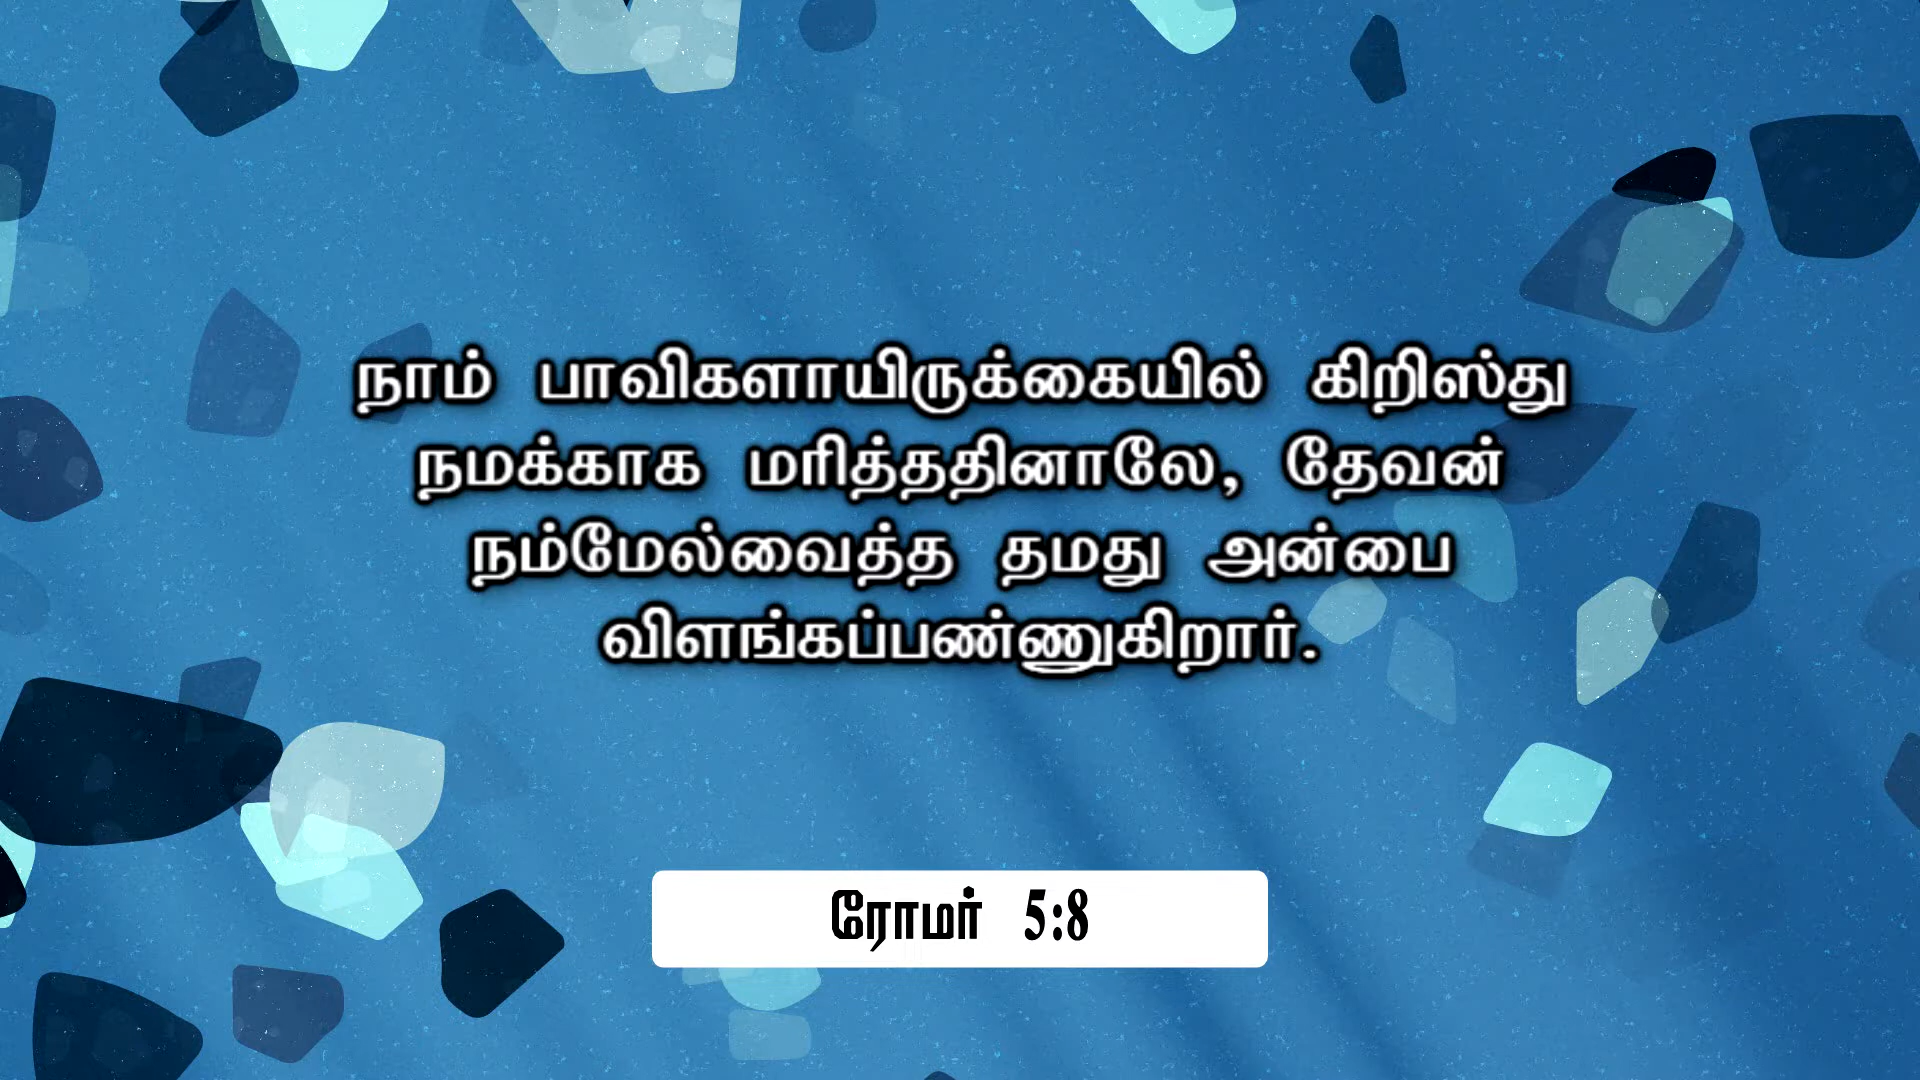 நாம் பாவிகளாயிருக்கையில் கிறிஸ்து
நமக்காக மரித்ததினாலே, தேவன்
நம்மேல்வைத்த தமது அன்பை
விளங்கப்பண்ணுகிறார்.
ரோமர் 5:8